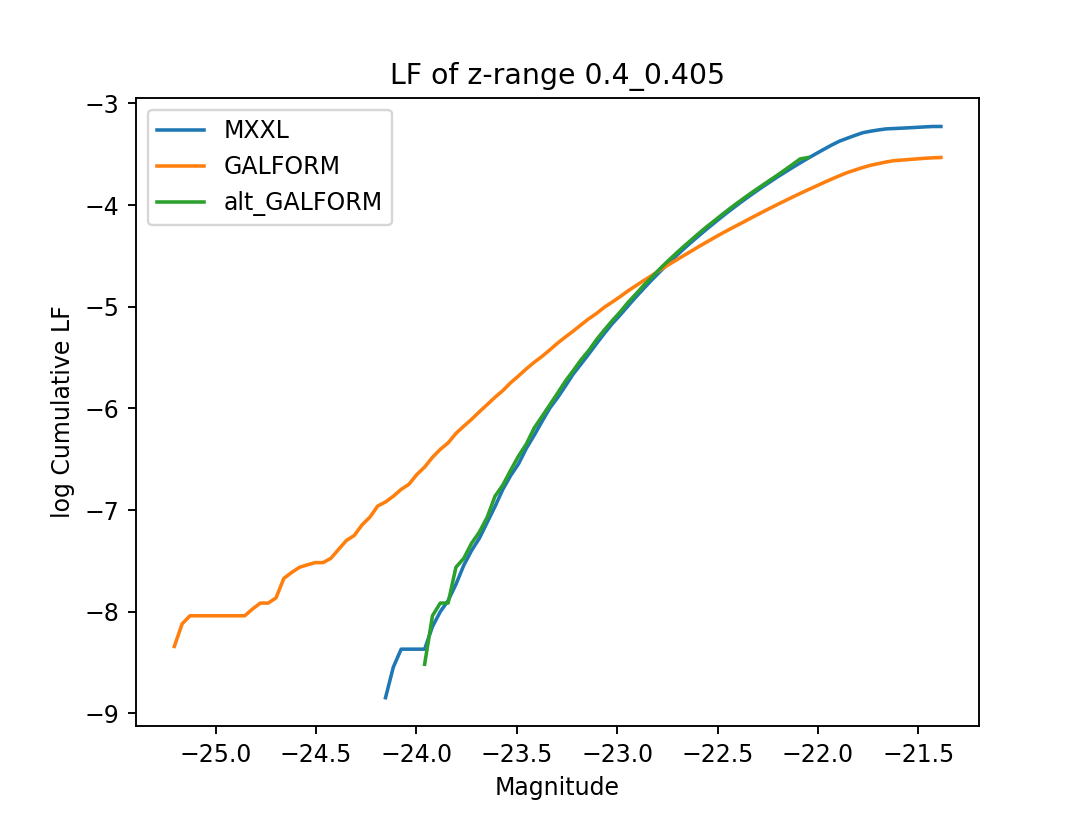 LF of z-range 0.4_0.405
MXXL
GALFORM
alt_GALFORM
log Cumulative LF
−3
−4
−5
−6
−7
−8
−9
−25.0 −24.5 −24.0 −23.5 −23.0 −22.5 −22.0 −21.5
Magnitude